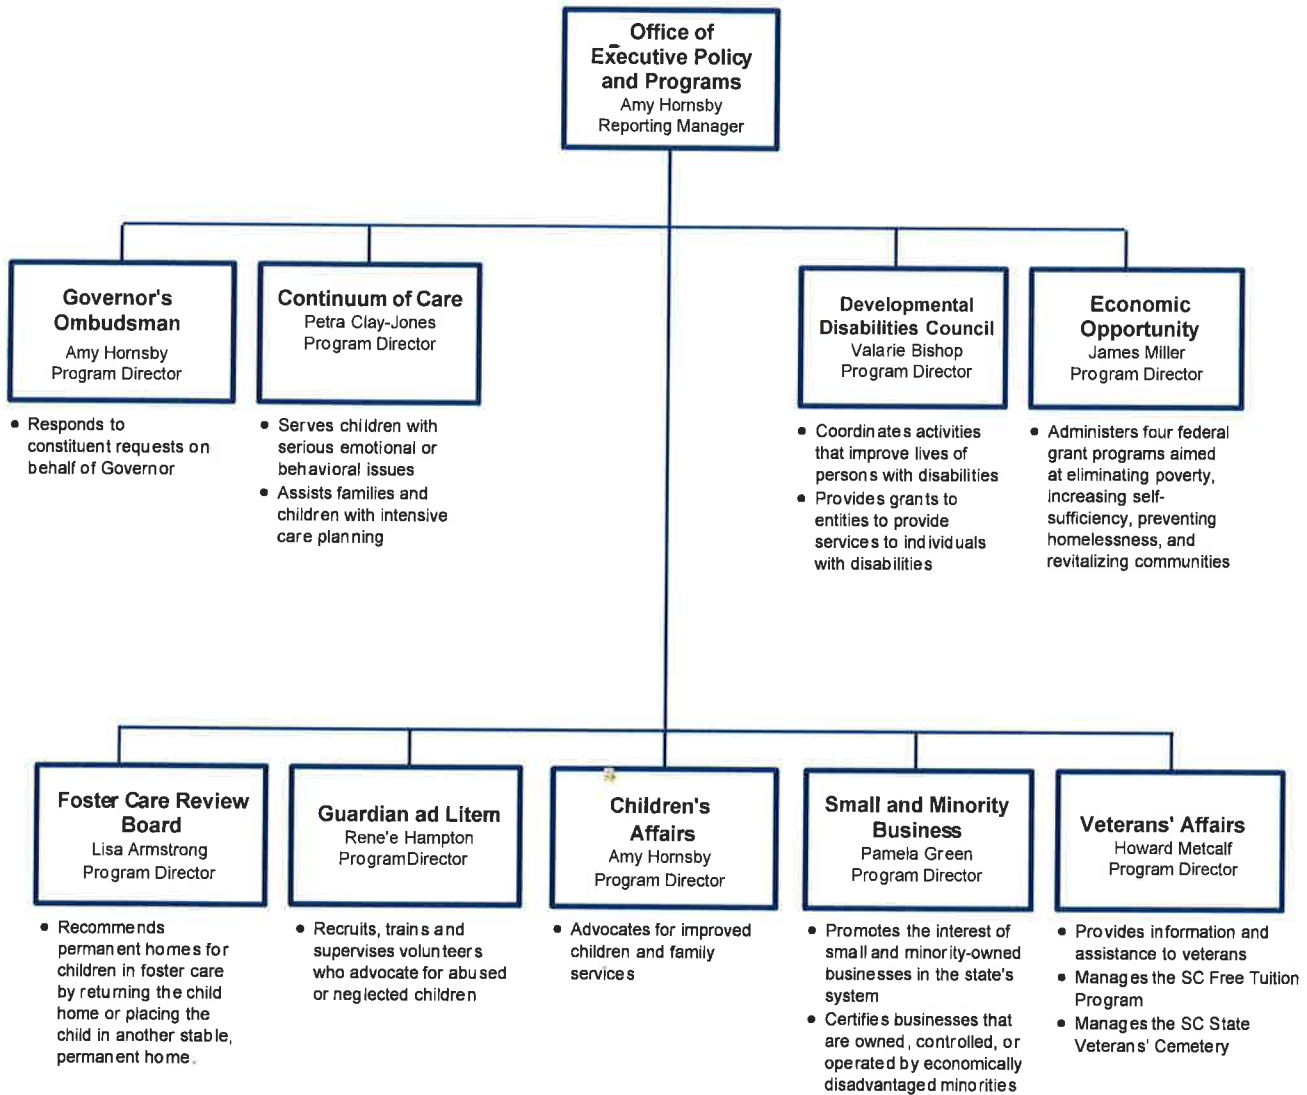 Office of
Executive Policy
and Programs
Amy Hornsby
Reporting Manager
Governor's
Ombudsman
Amy Hornsby
Program Director
• Responds to
constituent requests on
behalf of Governor
Continuum of Care
Petra Clay-Jones
Program Director
• Serves children with
serious emotional or
behavioral issues
• Assists families and
children with intensive
care planning
Developmental
Disabilities Council
Valarie Bishop
Program Director
• Coordinates activities
that improve lives of
persons with disabilities
• Provides grants to
entities to provide
services to individuals
with disabilities
Economic
Opportunity
James Miller
Program Director
• Administers four federal
grant programs aimed
at eliminating poverty,
increasing self-
sufficiency, preventing
homelessness, and
revitalizing communities
Foster Care Review
Board
Lisa Armstrong
Program Director
• Recommends
permanent homes for
children in foster care
by returning the child
home or placing the
child in another stable,
permanent home.
Guardian ad Litem
Rene'e Hampton
Program Director
• Recruits, trains and
supervises volunteers
who advocate for abused
or neglected children
Children's
Affairs
Amy Hornsby
Program Director
• Advocates for improved
children and family
services
Small and Minority
Business
Pamela Green
Program Director
• Promotes the interest of
small and minority-owned
businesses in the state's
system
• Certifies businesses that
are owned, controlled, or
operated by economically
disadvantaged minorities
Veterans' Affairs
Howard Metcalf
Program Director
• Provides information and
assistance to veterans
• Manages the SC Free Tuition
Program
• Manages the SC State
Veterans' Cemetery